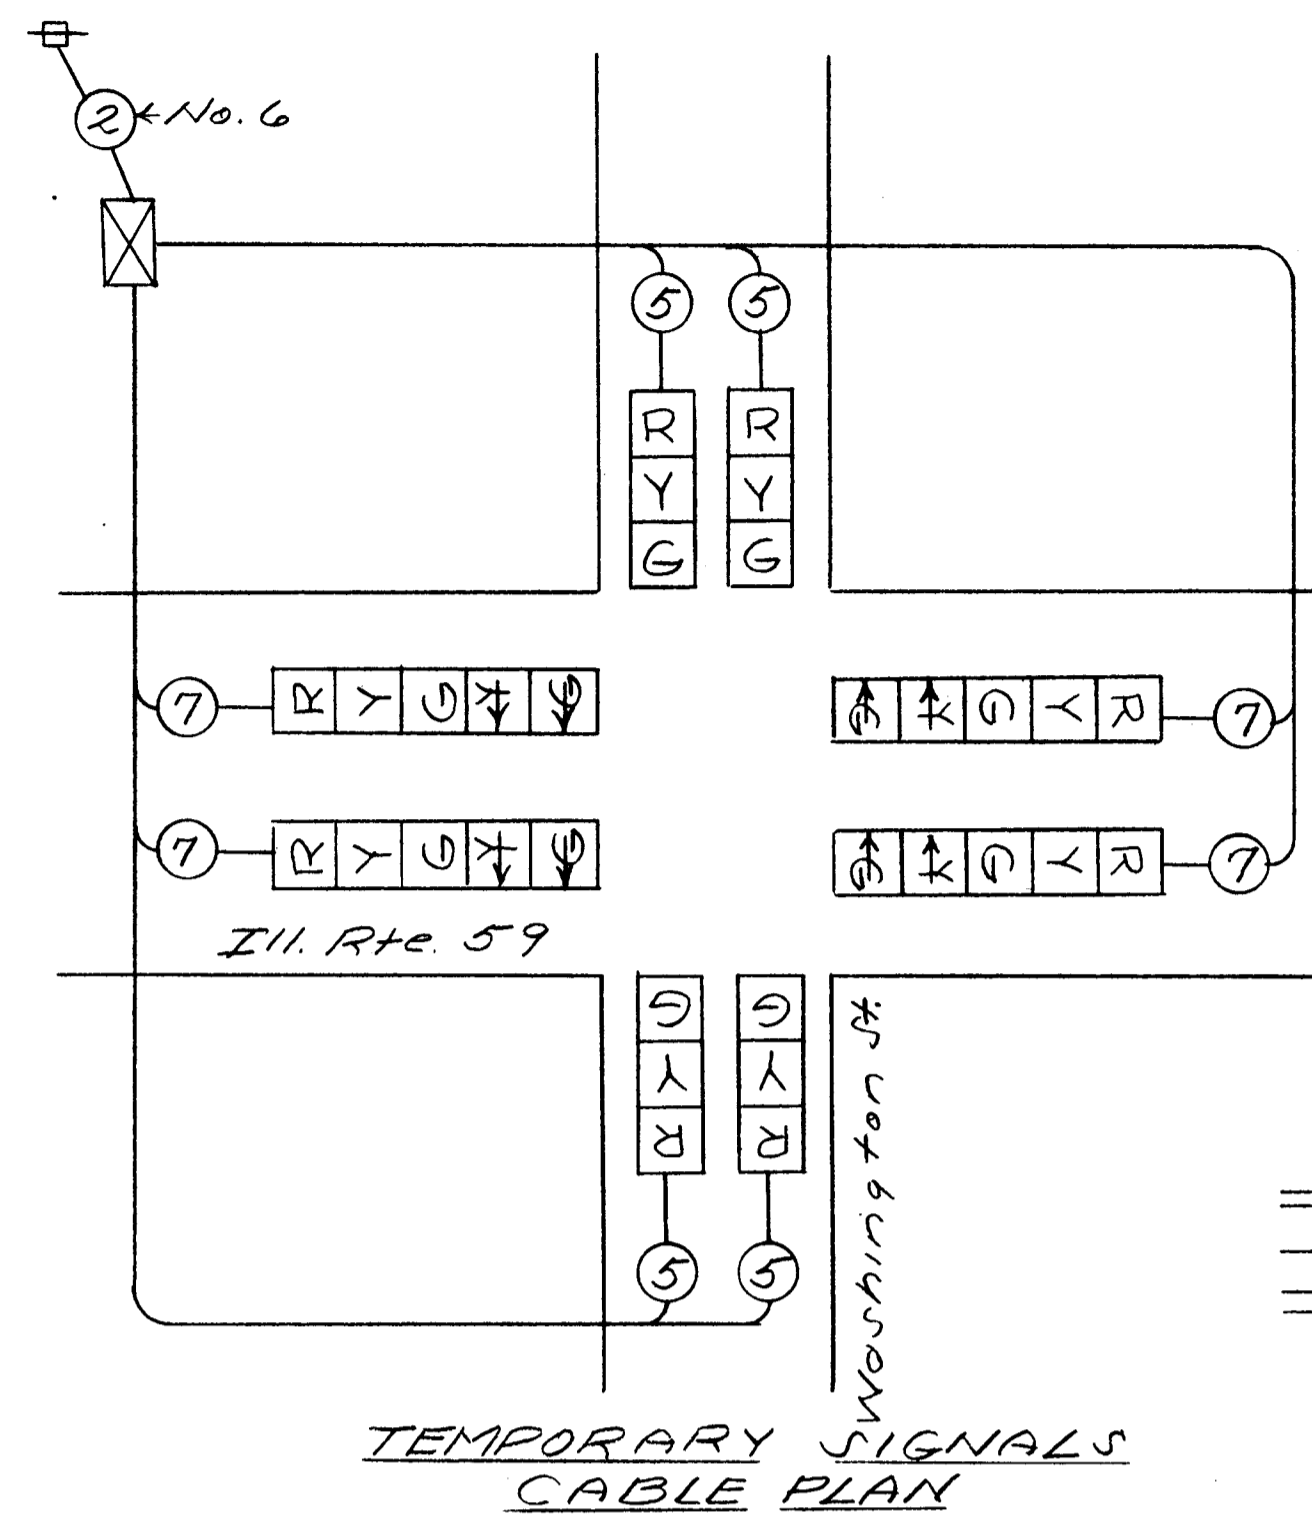 2 ← No. 6
5 5
R R
Y Y
G G
7 R Y G Y G
G Y G Y R 7
7 R Y G Y G
G Y G Y R 7
Ill. Rte. 59
G G
Y Y
R R
5 5
Washington St.
TEMPORARY SIGNALS
CABLE PLAN